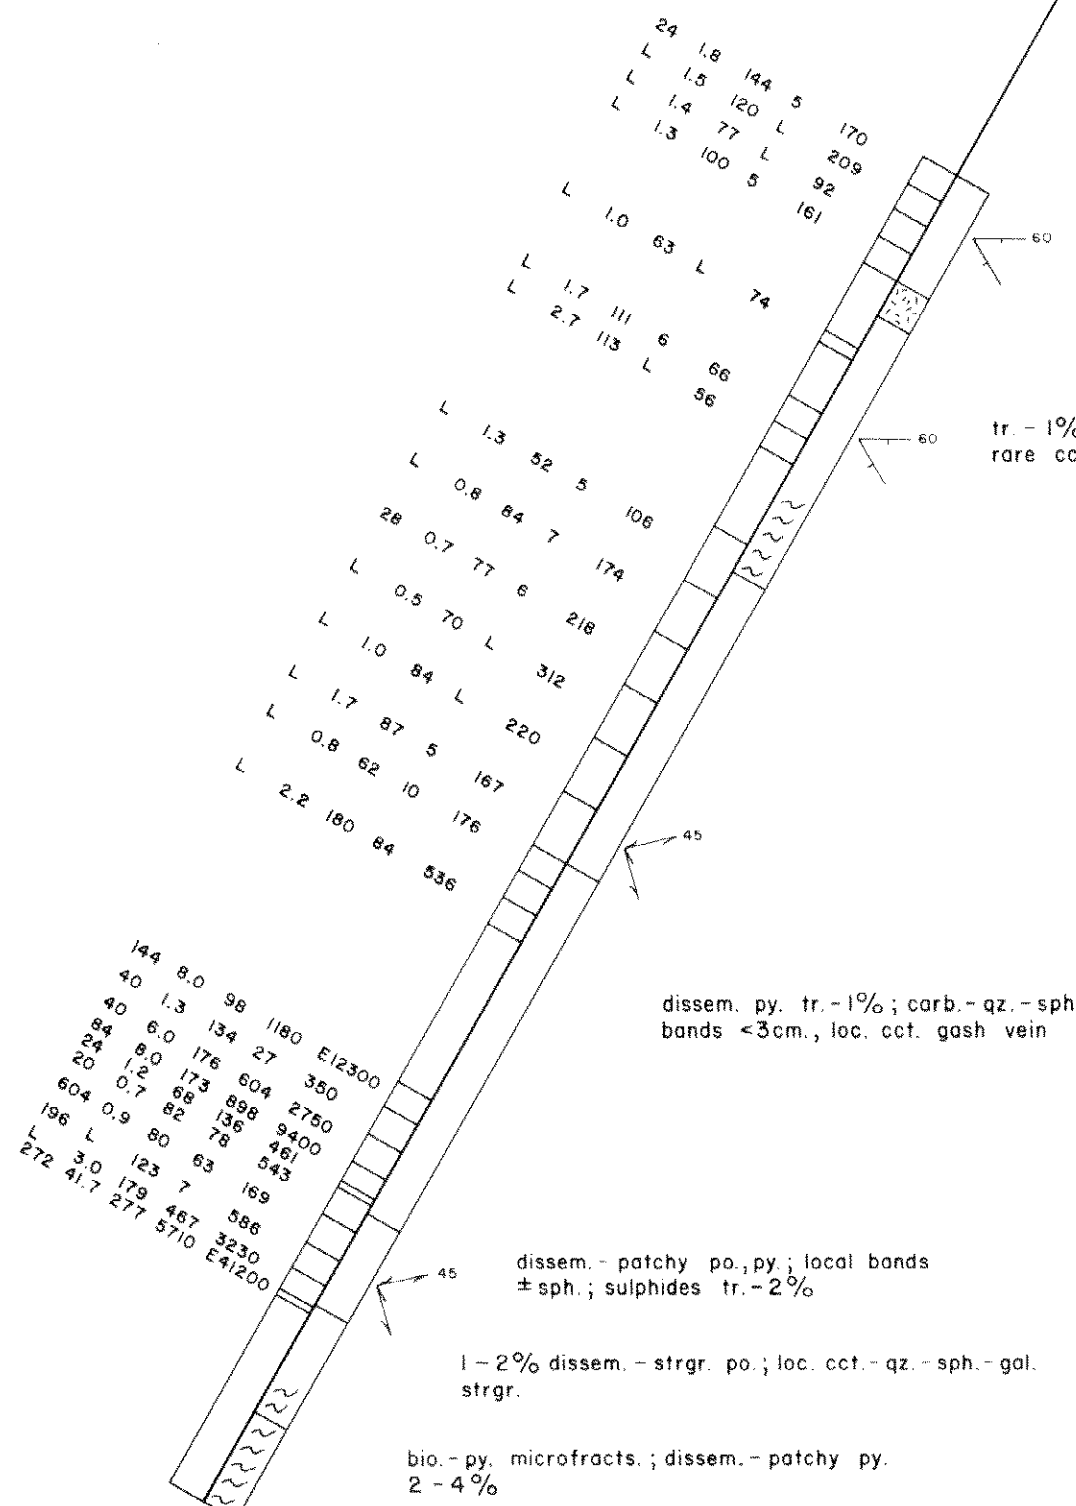 24 1.8 144 5 170
L 1.5 120 L 209
L 1.4 77 L 92
L 1.3 100 5 161
60
L 1.0 63 L 74
L 1.7 111 6 66
L 2.7 113 L 56
60
tr. - 1%
rare
L 1.3 52 5 106
L 0.8 84 7 174
28 0.7 77 6 218
L 0.5 70 L 312
L 1.0 84 L 220
L 1.7 87 5 167
L 0.8 62 10 176
L 2.2 180 84 536
45
144 8.0 98 1180 E12300
40 1.3 134 27 350
40 6.0 176 604 2750
84 8.0 173 898 9400
24 1.2 68 136 461
20 0.7 82 78 543
604 0.9 80 63 169
196 L 123 7 586
L 3.0 179 467 3230
272 41.7 277 5710 E41200
dissem. py. tr. - 1% ; carb. - qz. - sph
bands <3cm., loc. cct. gash vein
45
dissem. - patchy po., py. ; local bands
± sph. ; sulphides tr. - 2%
1 - 2% dissem. - strgr. po. ; loc. cct. - qz. - sph. - gal.
strgr.
bio. - py. microfracts. ; dissem. - patchy py.
2 - 4%